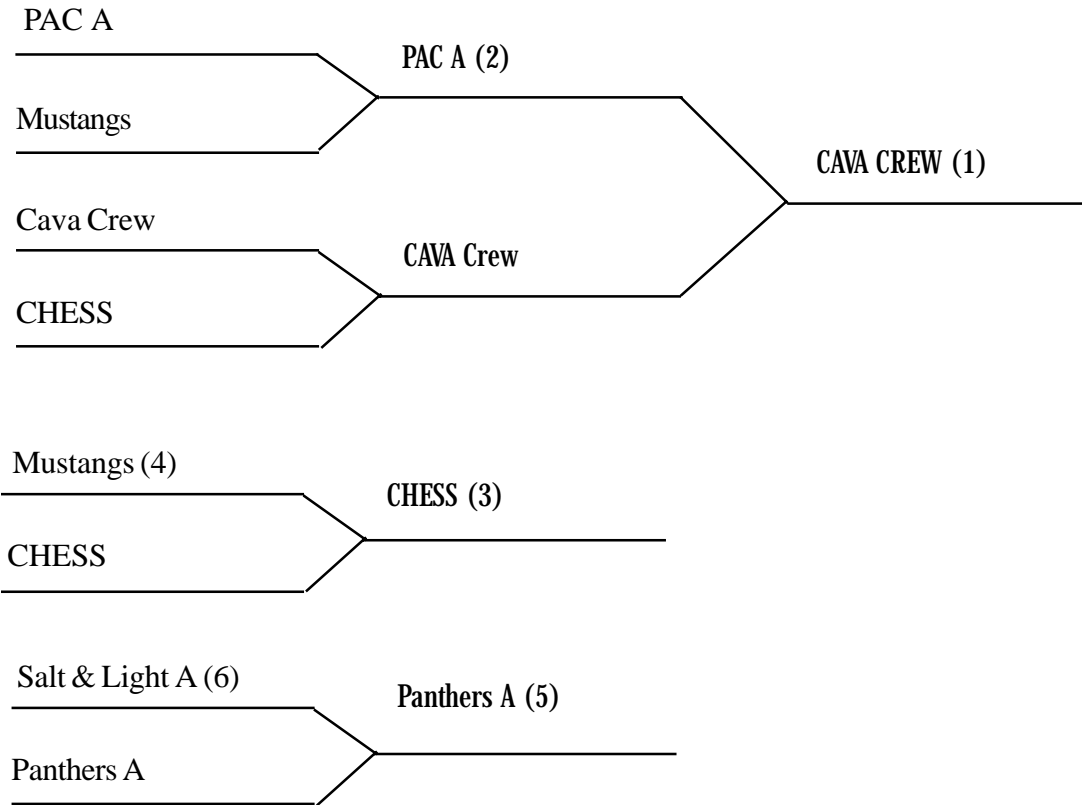 PAC A
PAC A (2)
Mustangs
CAVA CREW (1)
Cava Crew
CAVA Crew
CHESS
Mustangs (4)
CHESS (3)
CHESS
Salt & Light A (6)
Panthers A (5)
Panthers A